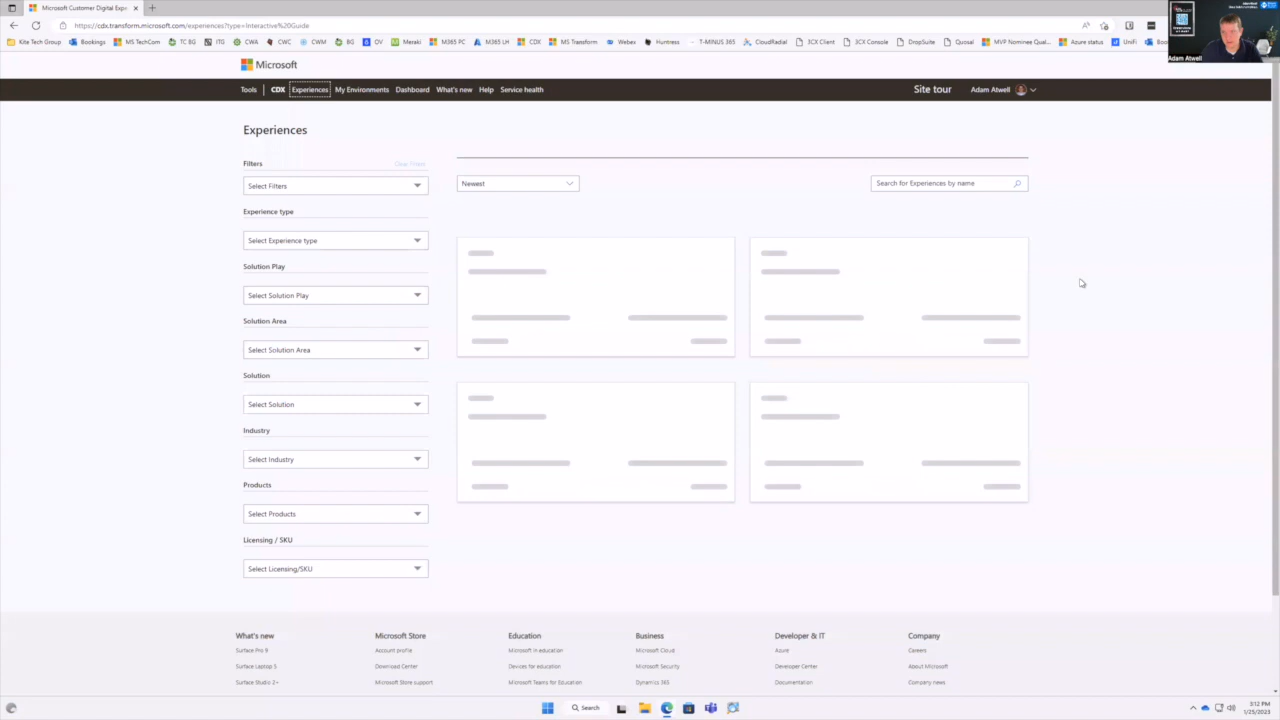 Microsoft Customer Digital Expe
https://cdx.transform.microsoft.com/experiences?type=Interactive%20Guide
Kite Tech Group
Bookings
MS TechCom
TC BG
ITG
CWA
CWC
CWM
BG
OV
Meraki
M365 PC
M365 LH
CDX
MS Transform
Webex
Huntress
T-MINUS 365
CloudRadial
3CX Client
3CX Console
DropSuite
Quosal
MVP Nominee Qual...
Azure status
UniFi
Adam Atwell
Microsoft
Tools
CDX
Experiences
My Environments
Dashboard
What's new
Help
Service health
Site tour
Adam Atwell
Experiences
Filters
Clear Filters
Select Filters
Newest
Search for Experiences by name
Experience type
Select Experience type
Solution Play
Select Solution Play
Solution Area
Select Solution Area
Solution
Select Solution
Industry
Select Industry
Products
Select Products
Licensing / SKU
Select Licensing/SKU
What's new
Microsoft Store
Education
Business
Developer & IT
Company
Surface Pro 9
Account profile
Microsoft in education
Microsoft Cloud
Azure
Careers
Surface Laptop 5
Download Center
Devices for education
Microsoft Security
Developer Center
About Microsoft
Surface Studio 2+
Microsoft Store support
Microsoft Teams for Education
Dynamics 365
Documentation
Company news
Search
3:12 PM
1/25/2023